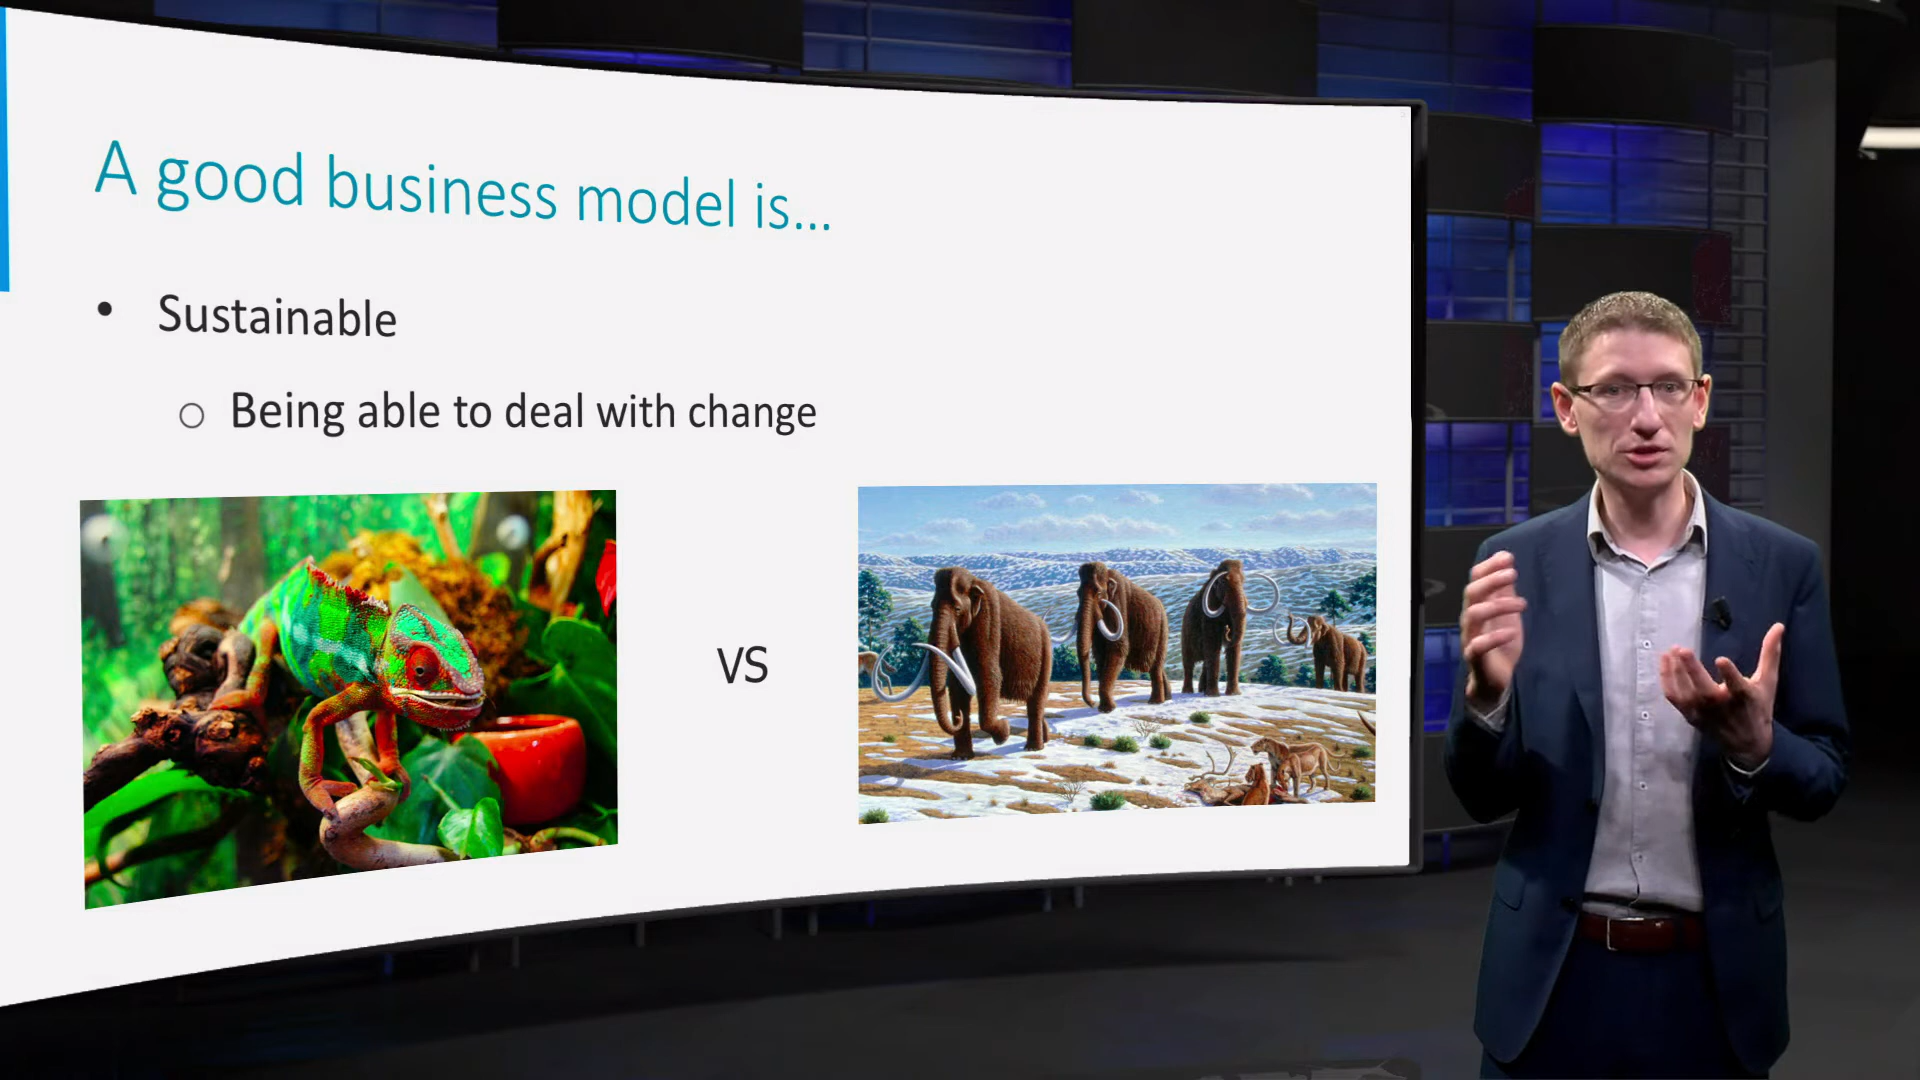 A good business model is...
• Sustainable
o Being able to deal with change
VS